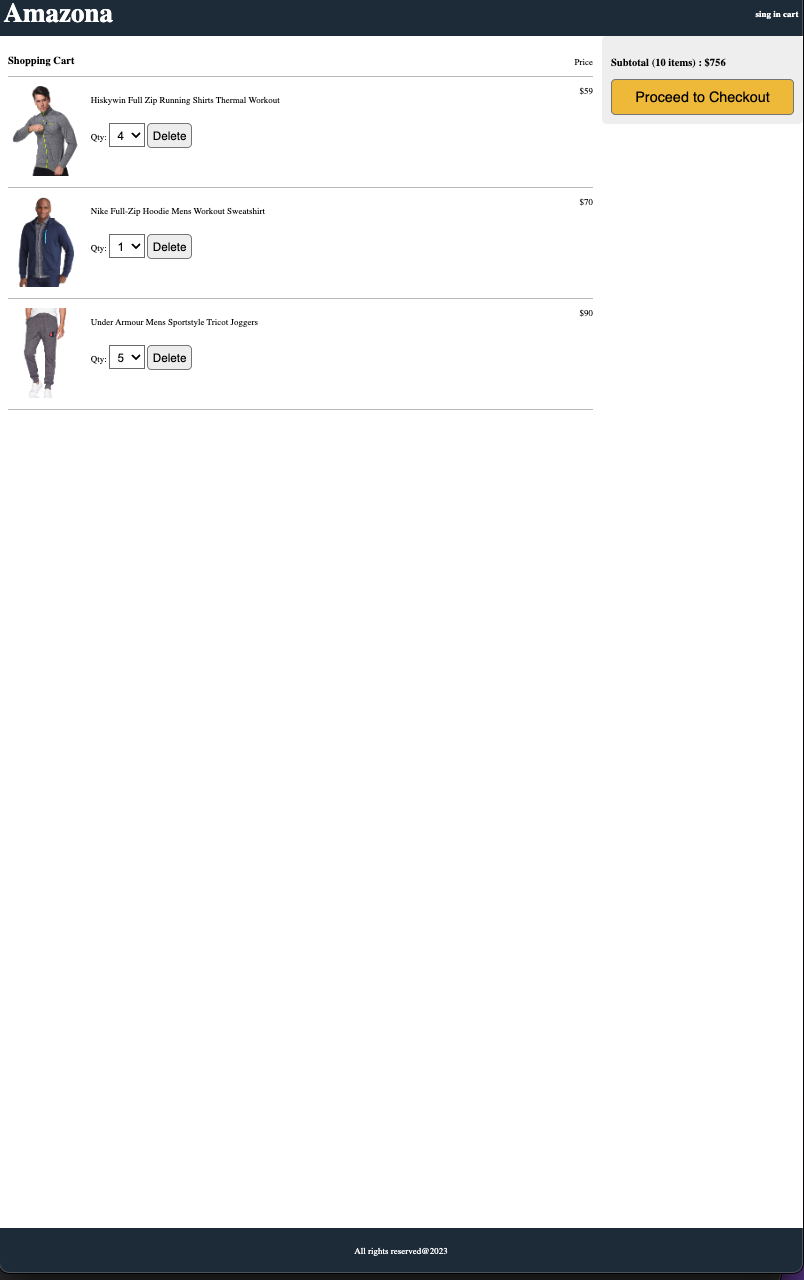 Amazona
sing in cart
Shopping Cart
Price
Subtotal (10 items) : $756
Proceed to Checkout
Hiskywin Full Zip Running Shirts Thermal Workout
$59
Qty: 4 Delete
Nike Full-Zip Hoodie Mens Workout Sweatshirt
$70
Qty: 1 Delete
Under Armour Mens Sportstyle Tricot Joggers
$90
Qty: 5 Delete
All rights reserved@2023